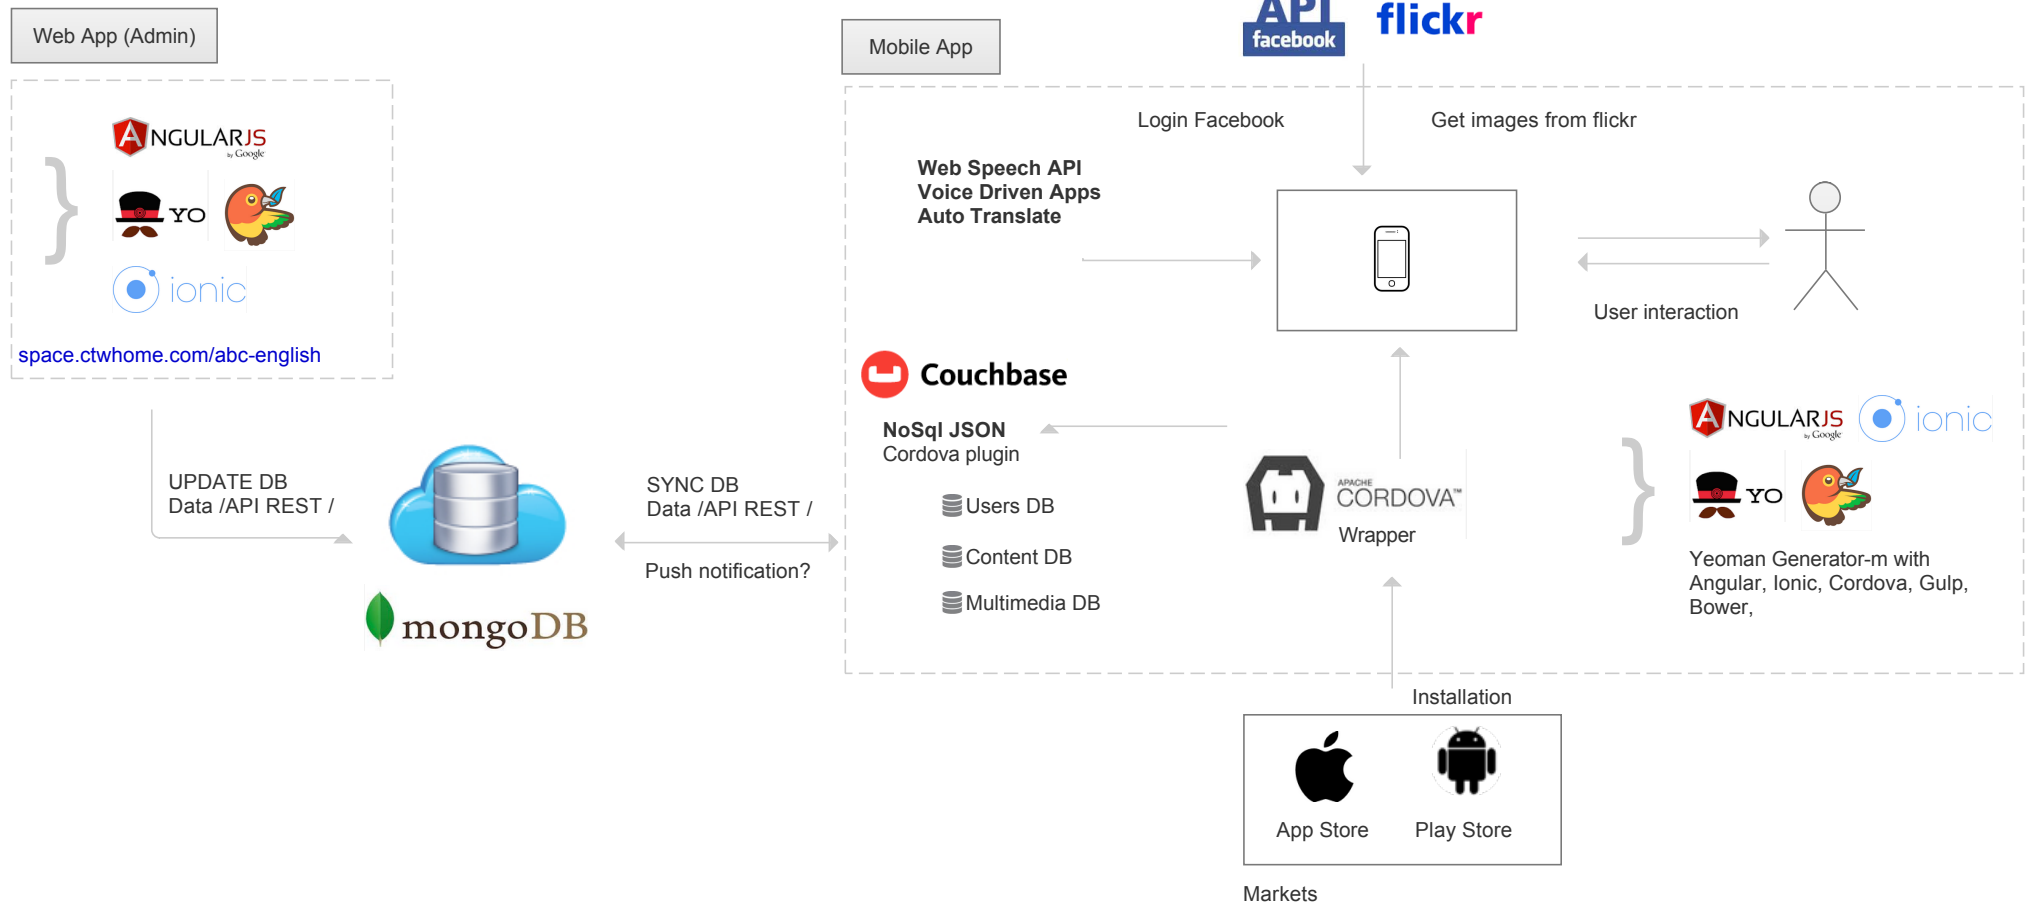 Web App (Admin)
ANGULARJS
by Google
YO
ionic
space.ctwhome.com/abc-english
UPDATE DB
Data /API REST /
mongoDB
SYNC DB
Data /API REST /
Push notification?
Mobile App
API
facebook
flickr
Login Facebook
Get images from flickr
Web Speech API
Voice Driven Apps
Auto Translate
User interaction
Couchbase
NoSql JSON
Cordova plugin
Users DB
Content DB
Multimedia DB
APACHE
CORDOVA™
Wrapper
ANGULARJS
by Google
ionic
YO
Yeoman Generator-m with
Angular, Ionic, Cordova, Gulp,
Bower,
Installation
App Store
Play Store
Markets